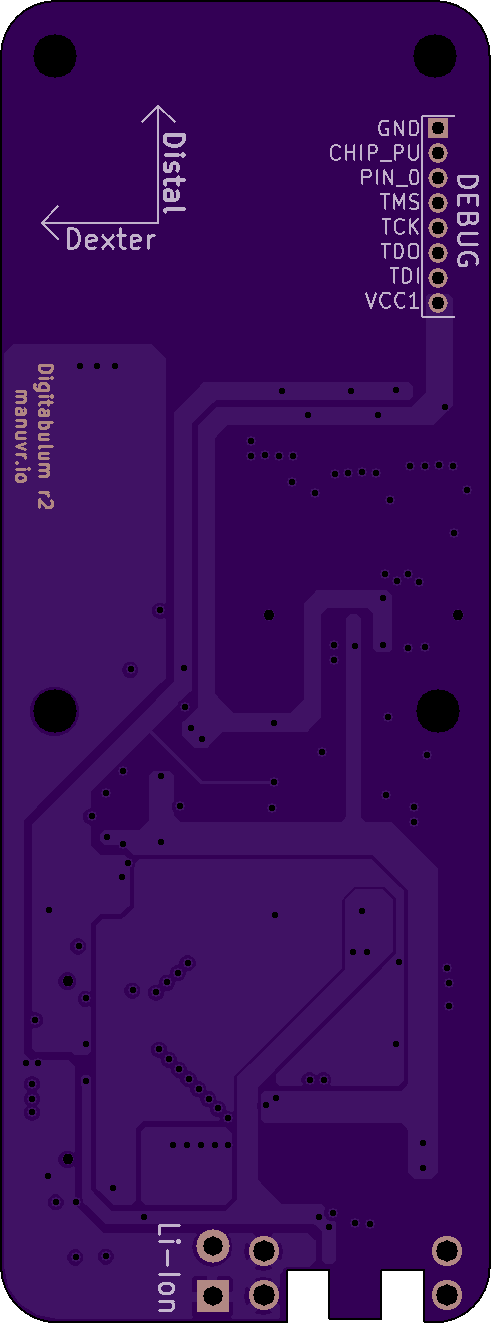 GND
CHIP_PU
PIN_0
TMS
TCK
TDO
TDI
VCC1
DEBUG
Distal
Dexter
Digitabulum r2
manuvr.io
Li-Ion